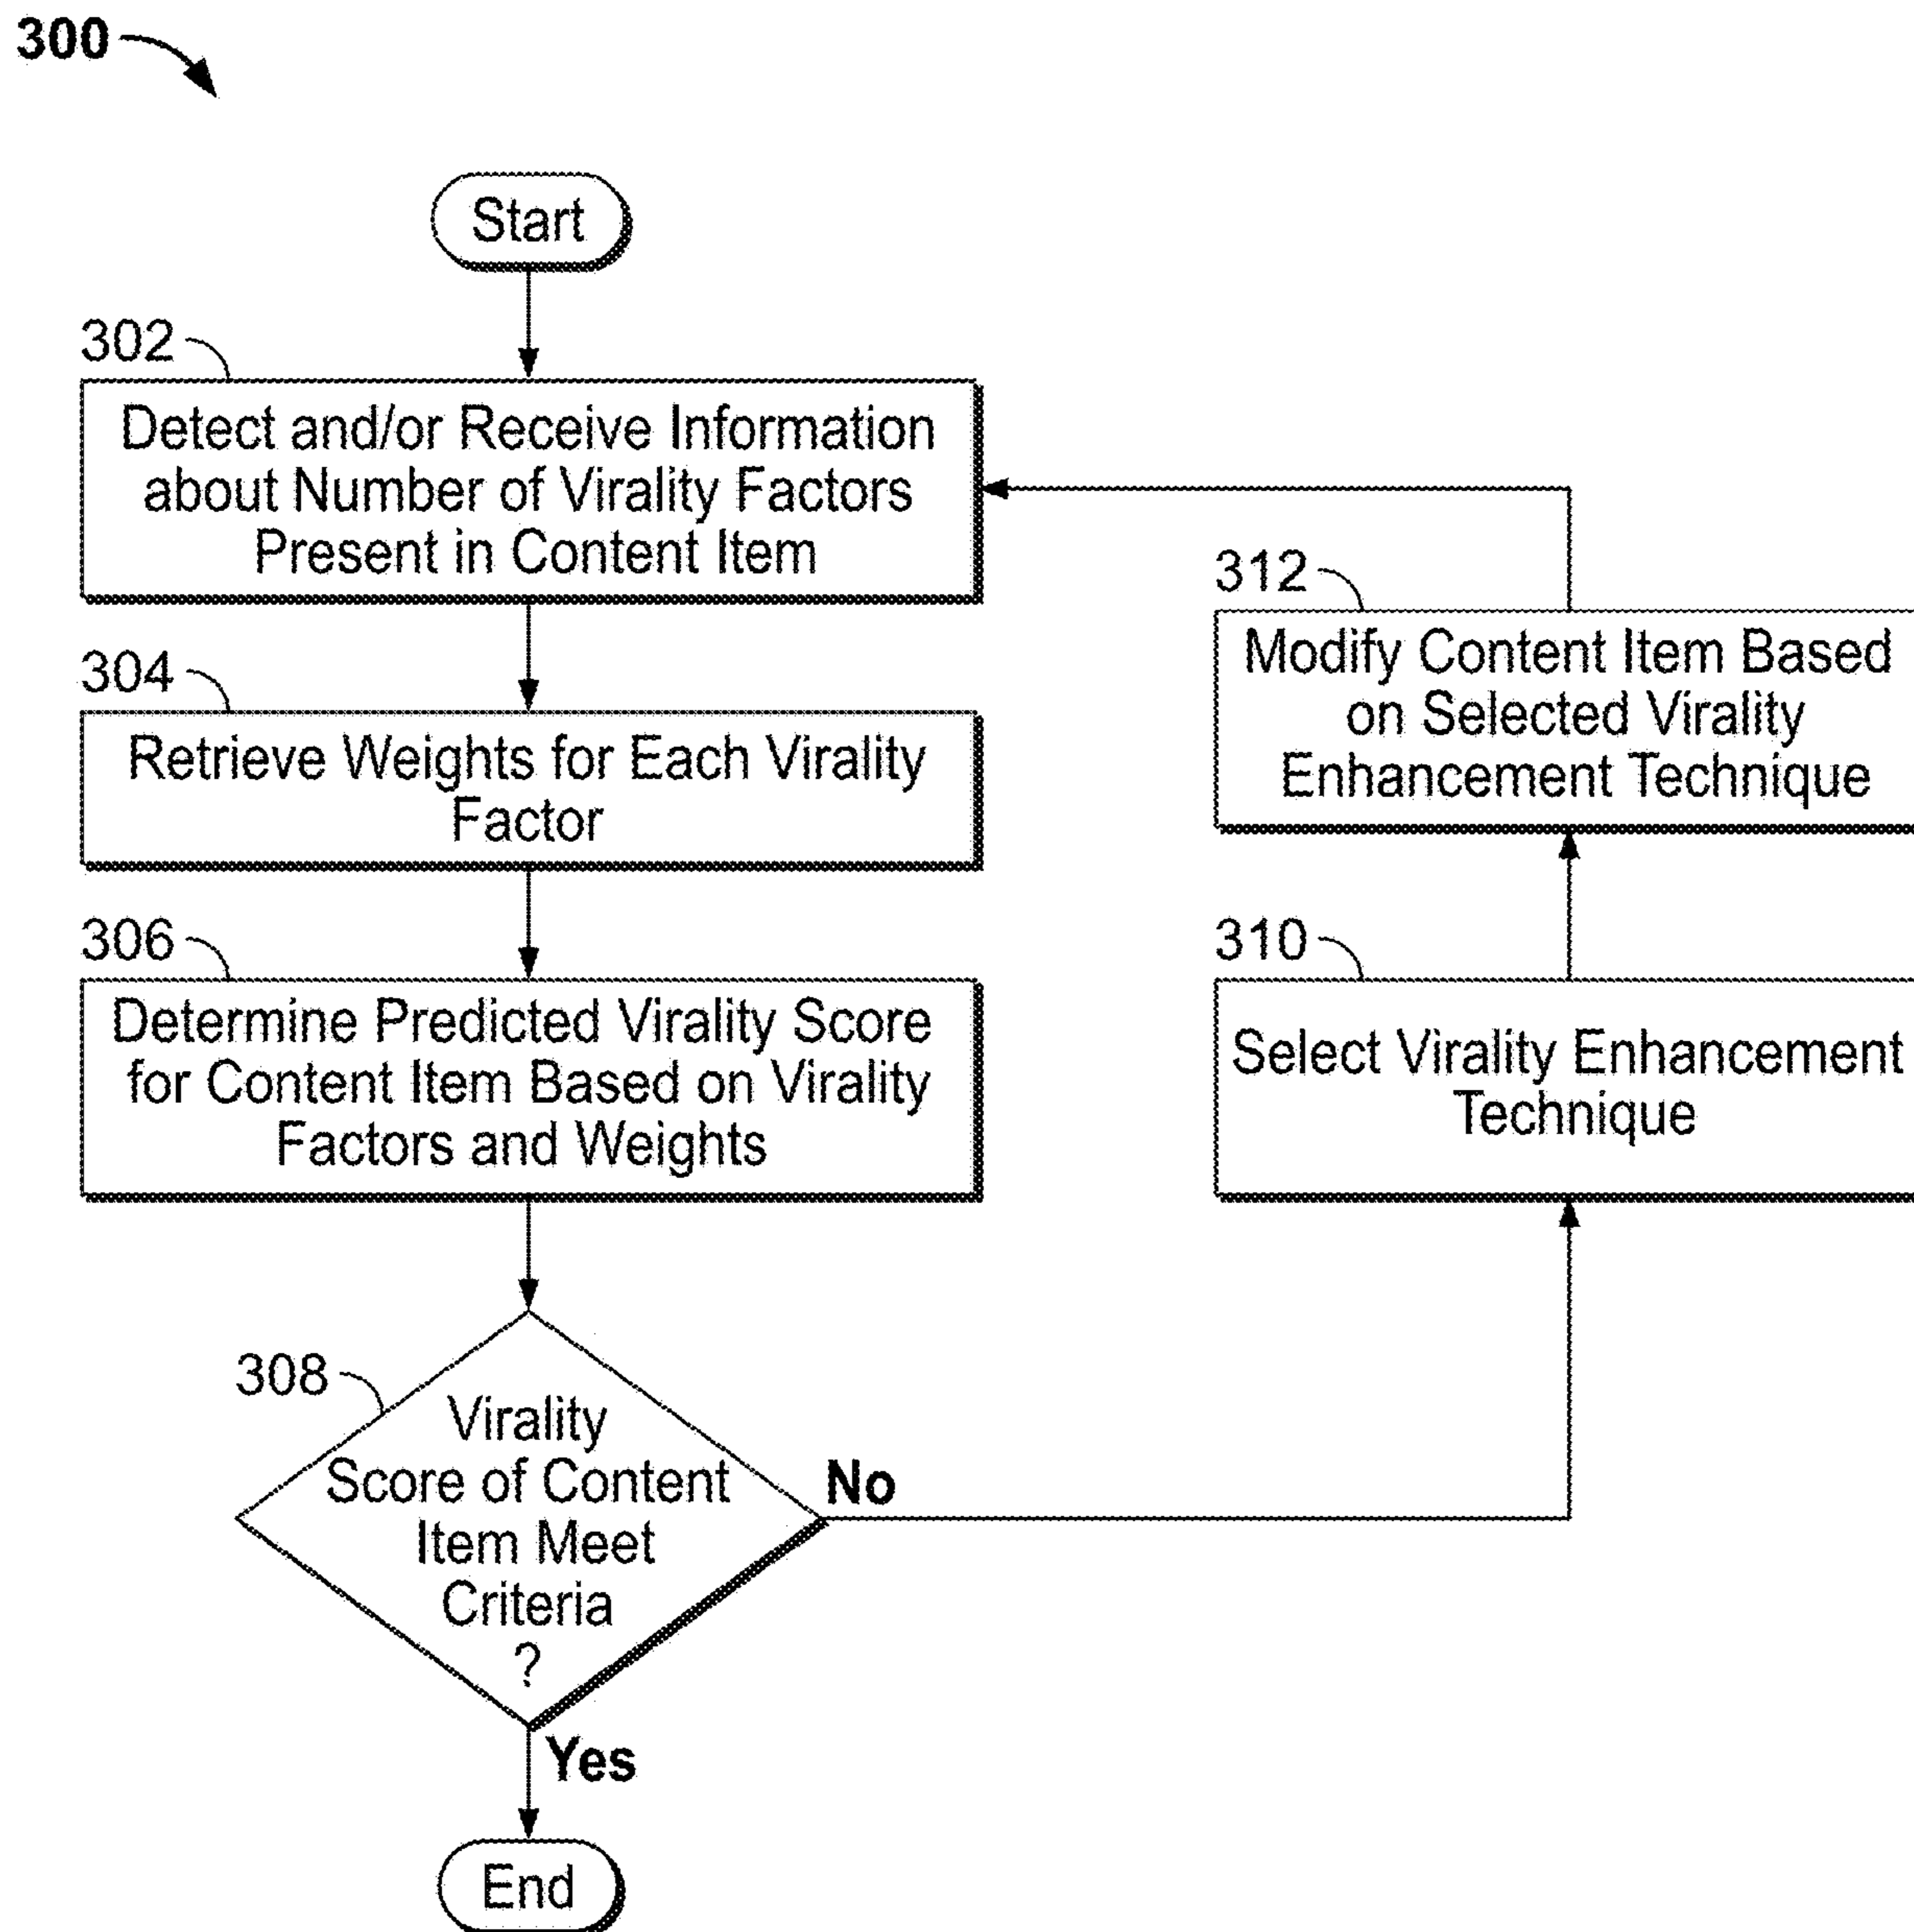 300
Start
302
Detect and/or Receive Information
about Number of Virality Factors
Present in Content Item
304
Retrieve Weights for Each Virality
Factor
306
Determine Predicted Virality Score
for Content Item Based on Virality
Factors and Weights
308
Virality
Score of Content
Item Meet
Criteria
?
No
Yes
End
310
Select Virality Enhancement
Technique
312
Modify Content Item Based
on Selected Virality
Enhancement Technique